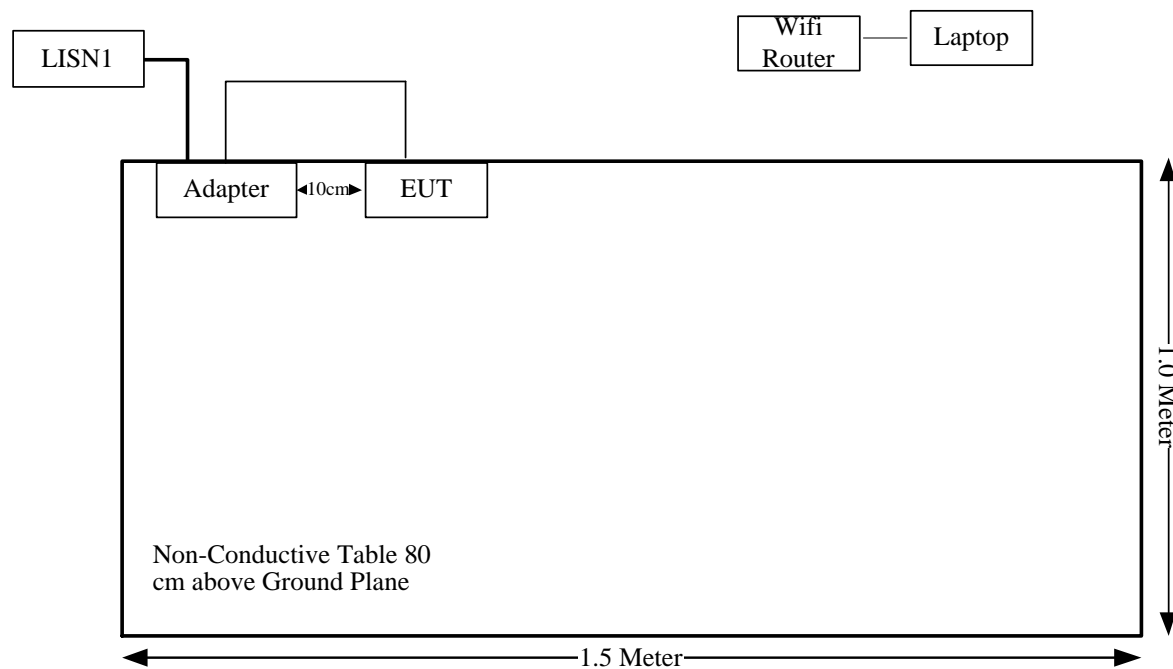 Wifi
Router
Laptop
LISN1
Adapter
10cm
EUT
1.0 Meter
Non-Conductive Table 80
cm above Ground Plane
1.5 Meter